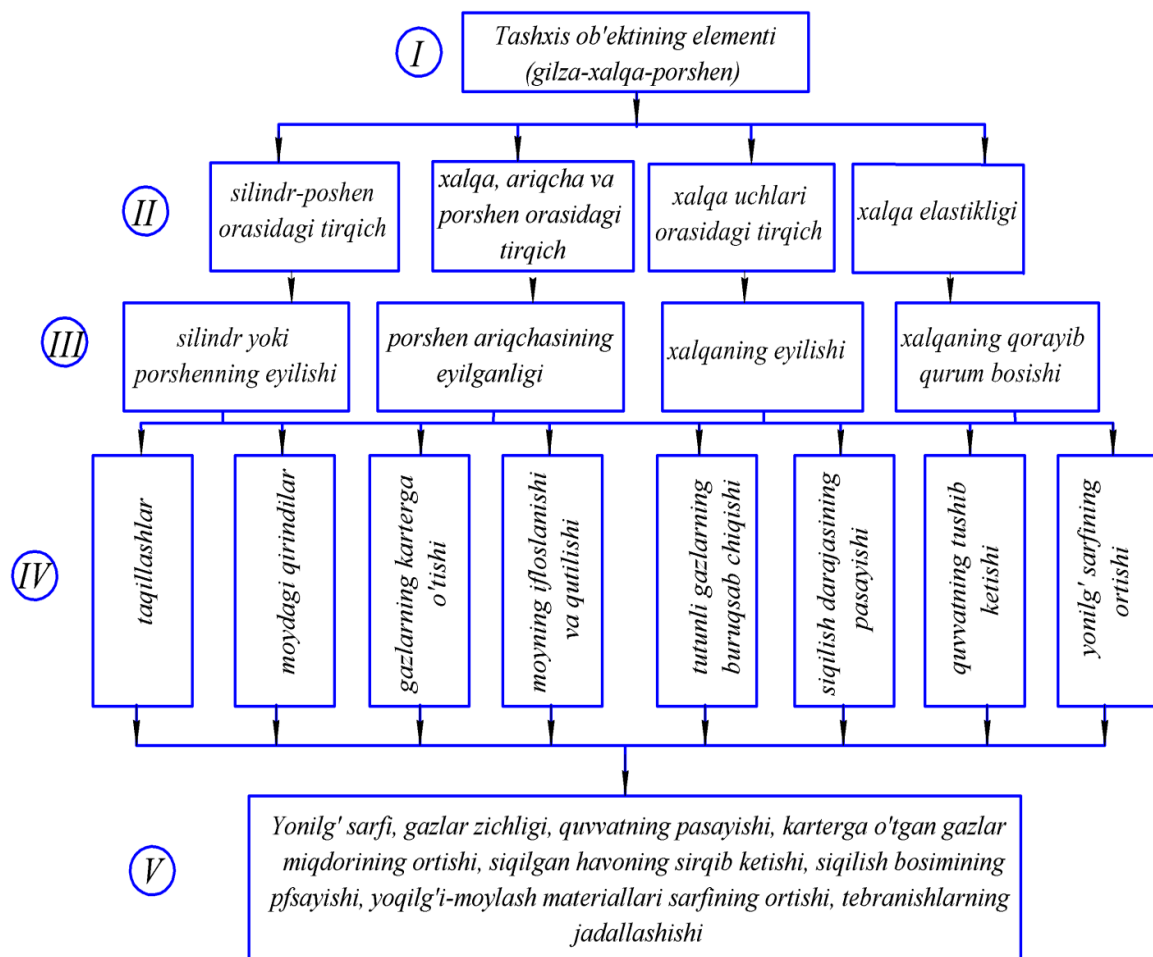 I
Tashxis ob'ektining elementi
(gilza-xalqa-porshen)
II
silindr-poshen
orasidagi tirqich
xalqa, ariqcha va
porshen orasidagi
tirqich
xalqa uchlari
orasidagi tirqich
xalqa elastikligi
III
silindr yoki
porshenning eyilishi
porshen ariqchasining
eyilganligi
xalqaning eyilishi
xalqaning qorayib
qurum bosishi
IV
taqillashlar
moydagi qirindilar
gazlarning karterga
o'tishi
moyning ifloslanishi
va qutilishi
tutunli gazlarning
buruqsab chiqishi
siqilish darajasining
pasayishi
quvvatning tushib
ketishi
yonilg' sarfining
ortishi
V
Yonilg' sarfi, gazlar zichligi, quvvatning pasayishi, karterga o'tgan gazlar
miqdorining ortishi, siqilgan havoning sirqib ketishi, siqilish bosimining
pfsayishi, yoqilg'i-moylash materiallari sarfining ortishi, tebranishlarning
jadallashishi